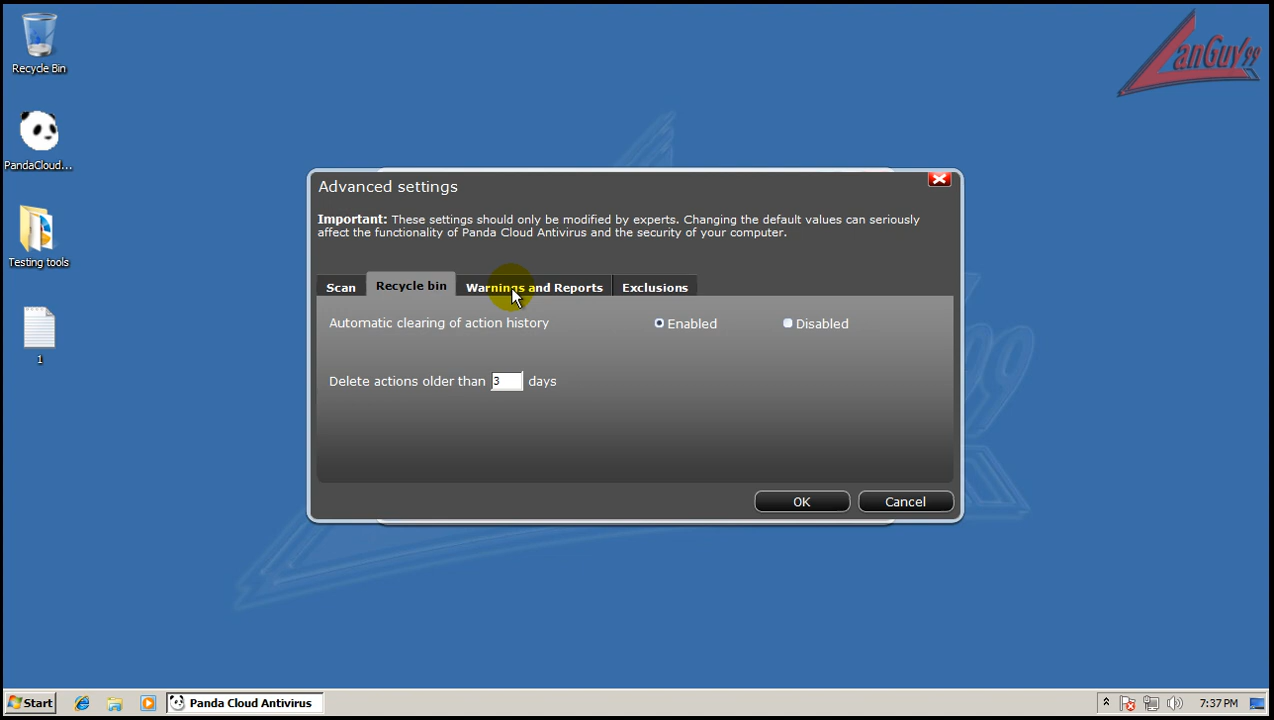 Recycle Bin
PandaCloud...
Testing tools
1
LanGuy99
Advanced settings
Important: These settings should only be modified by experts. Changing the default values can seriously
affect the functionality of Panda Cloud Antivirus and the security of your computer.
Scan Recycle bin Warnings and Reports Exclusions
Automatic clearing of action history Enabled Disabled
Delete actions older than 3 days
OK Cancel
Start Panda Cloud Antivirus 7:37 PM